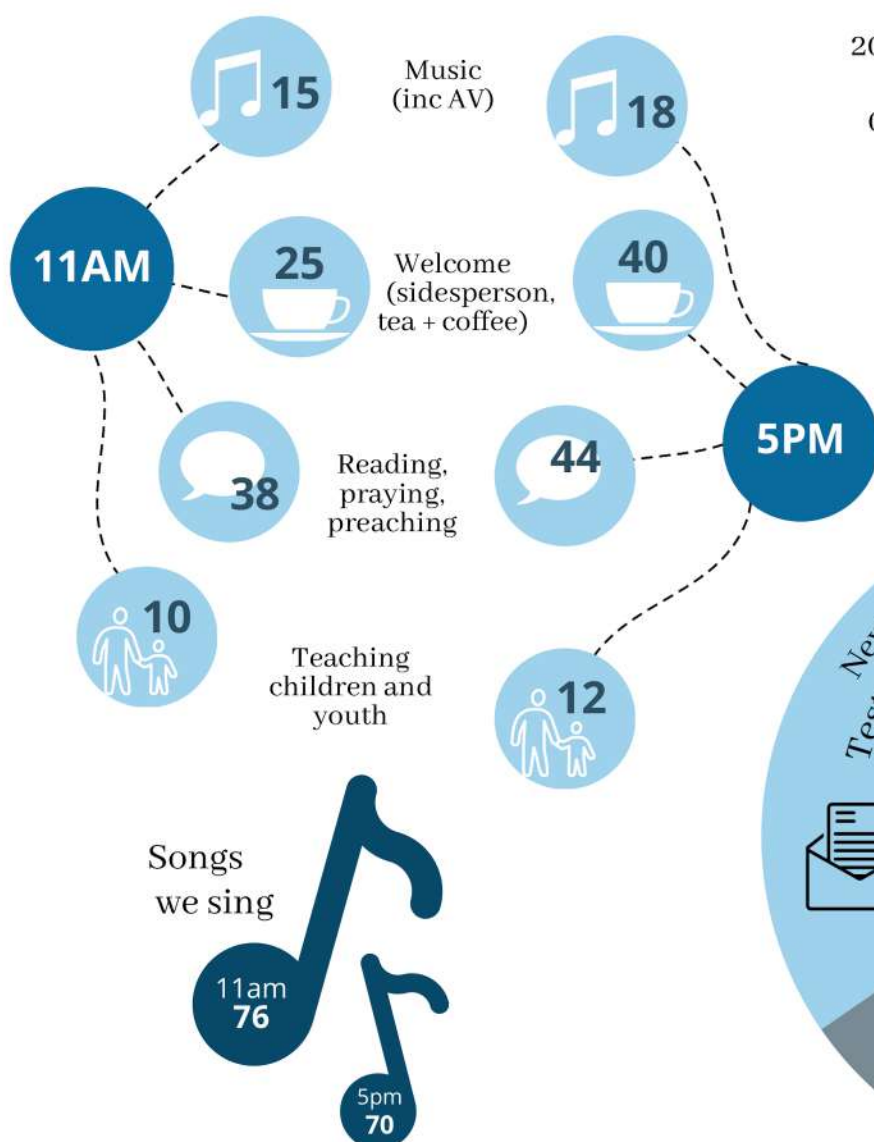 15
Music
(inc AV)
18
20
11AM
25
Welcome
(sidesperson,
tea + coffee)
40
5PM
38
Reading,
praying,
preaching
44
10
Teaching
children and
youth
12
Songs
we sing
11am
76
5pm
70